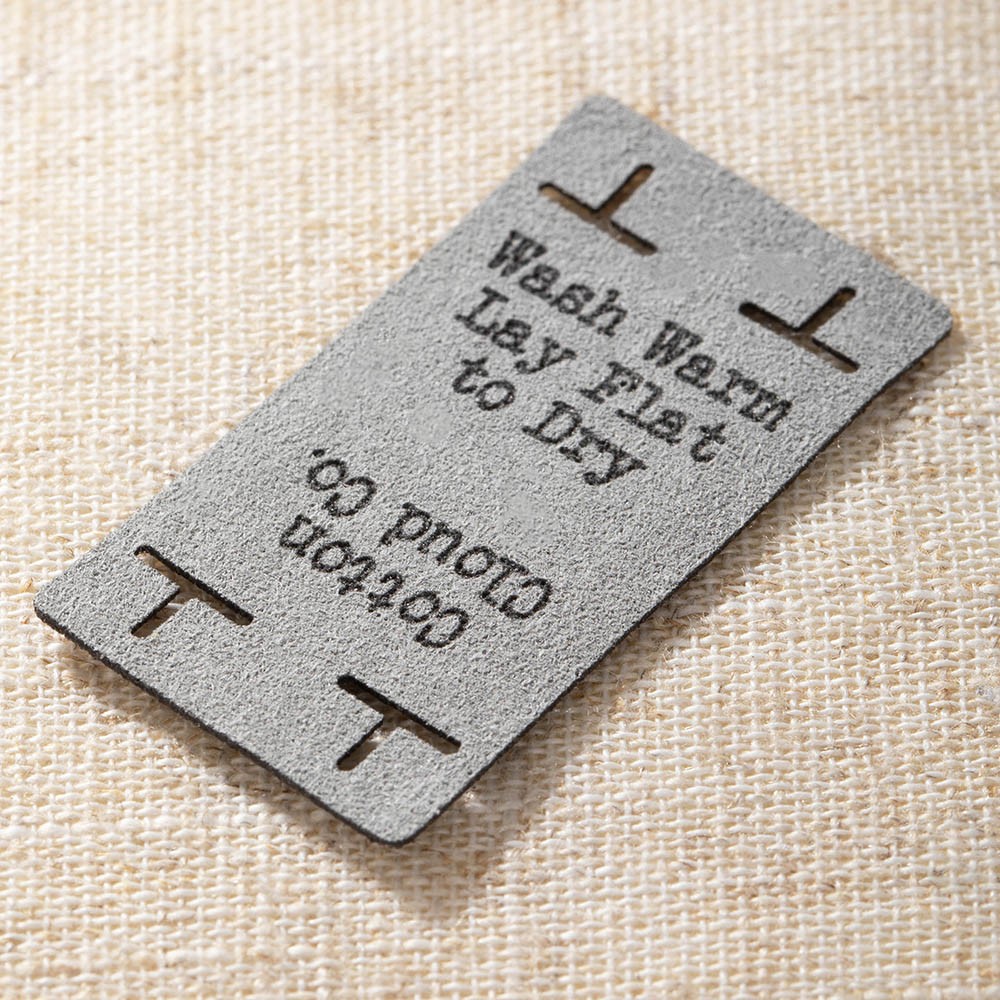 Wash Warm
Lay Flat
to Dry
Cotton
Cloud Co.